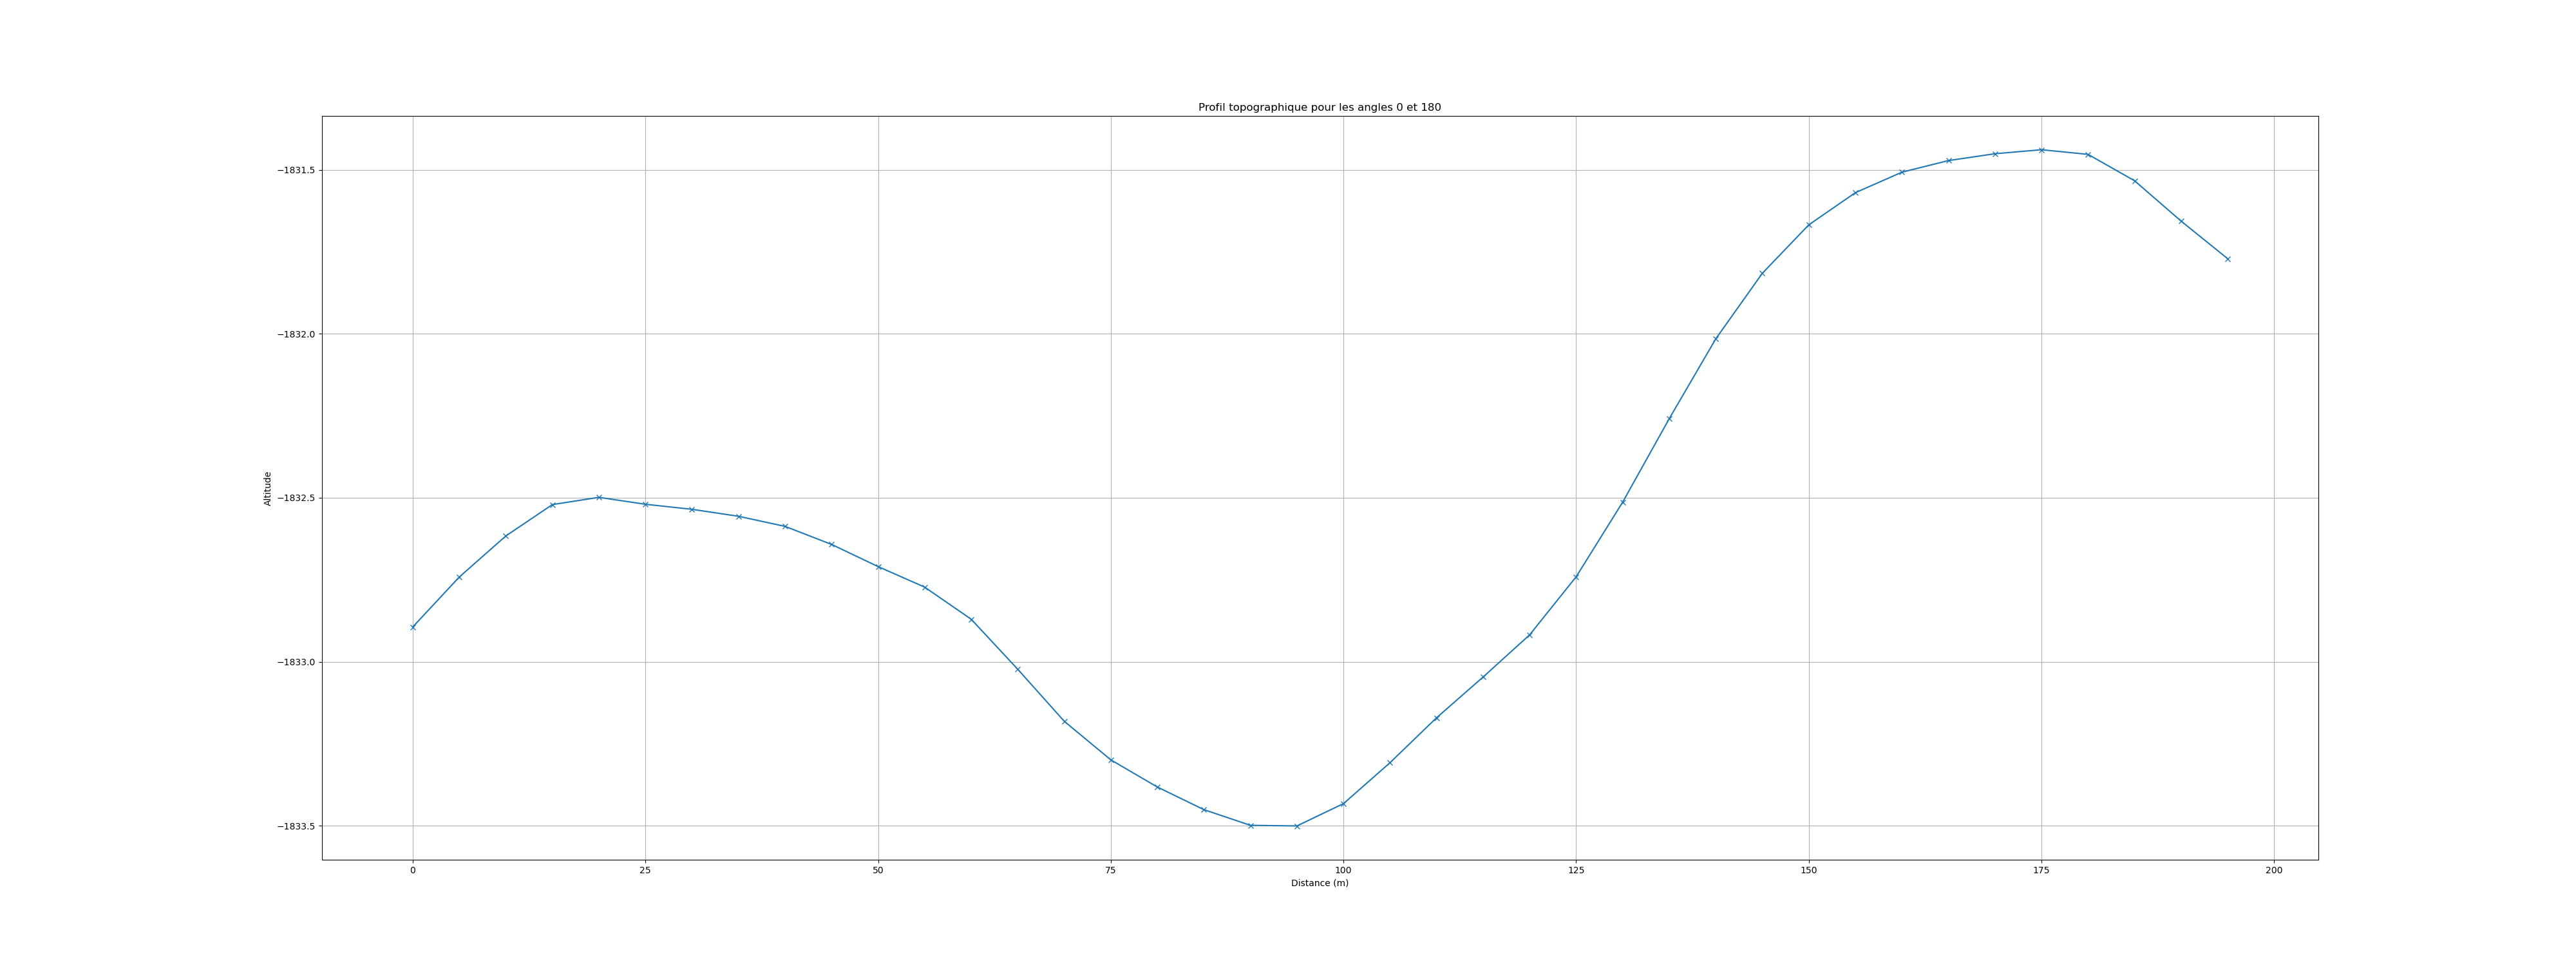 Profil topographique pour les angles 0 et 180
−1831.5
−1832.0
−1832.5
−1833.0
−1833.5
Altitude
0 25 50 75 100 125 150 175 200
Distance (m)